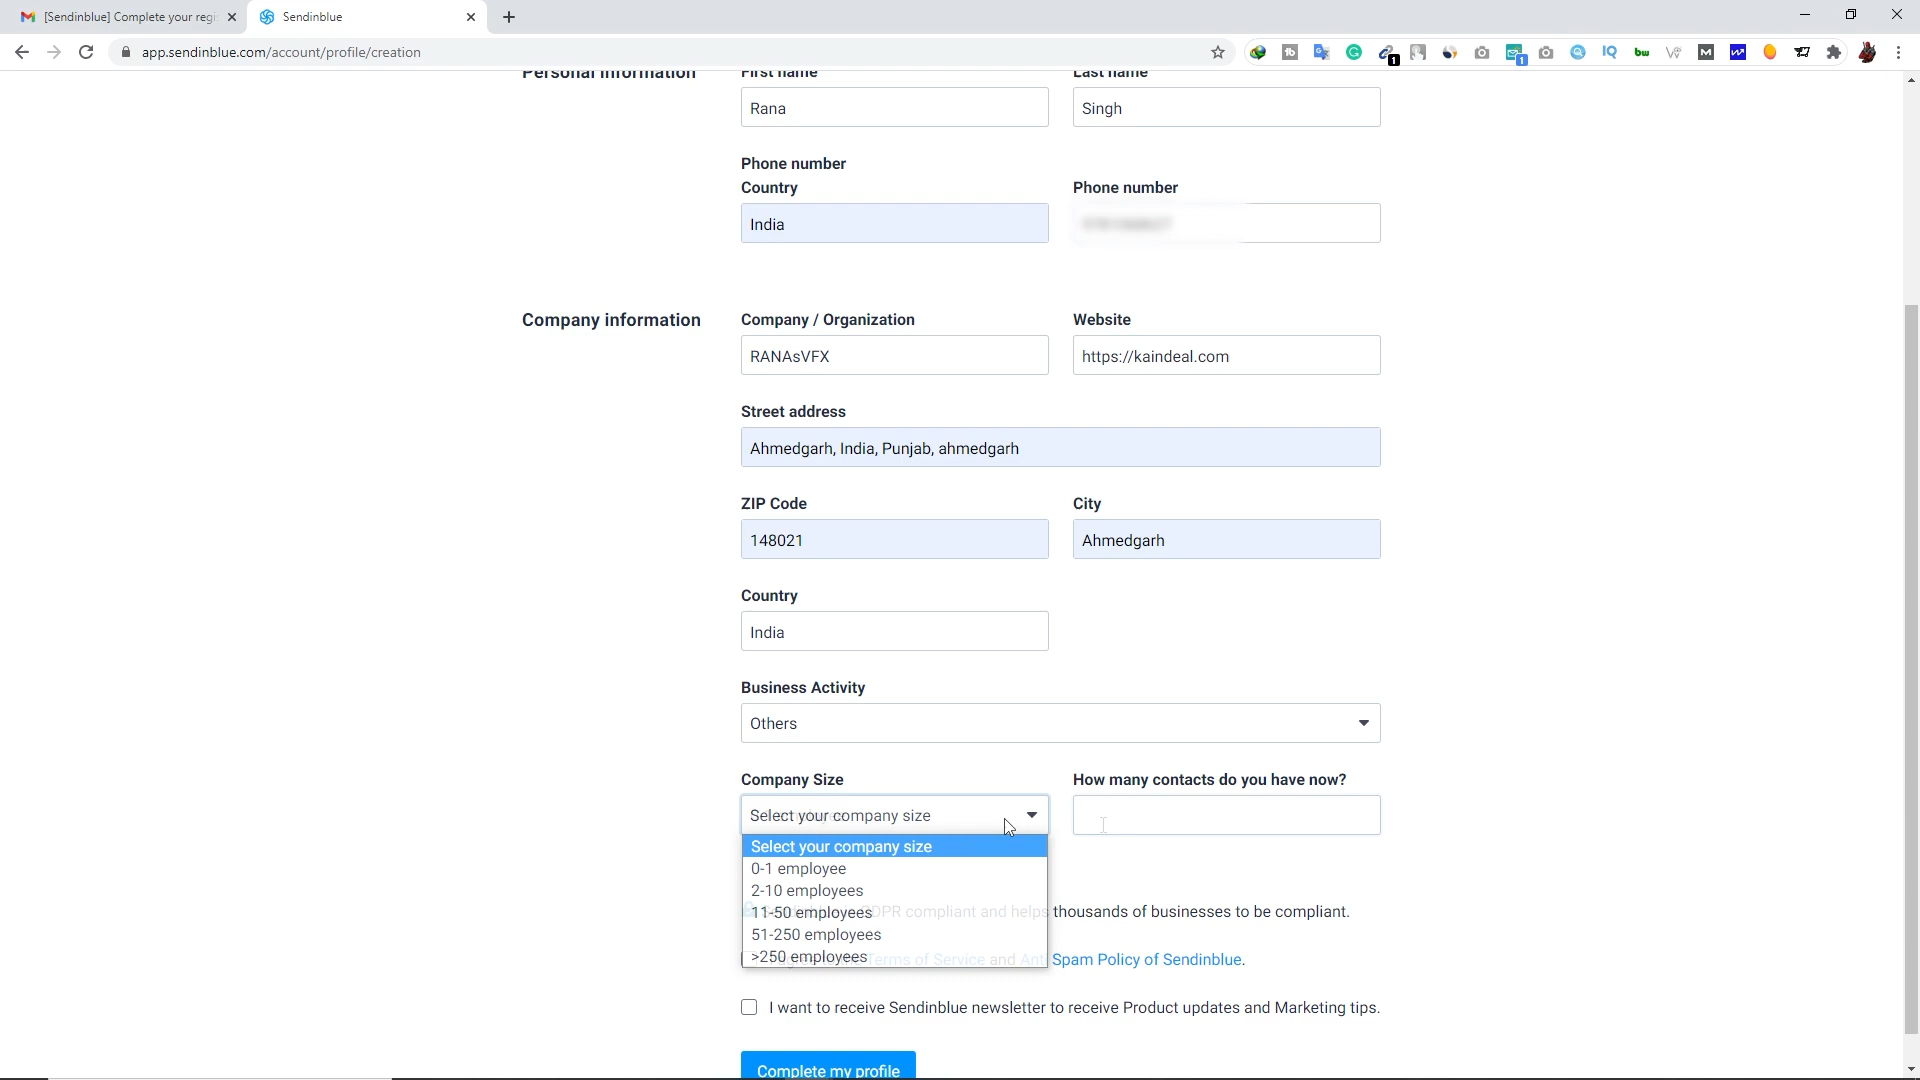 [Sendinblue] Complete your regi
Sendinblue
app.sendinblue.com/account/profile/creation
Personal information
First name
Last name
Rana
Singh
Phone number
Country
Phone number
India
Company information
Company / Organization
Website
RANAsVFX
https://kaindeal.com
Street address
Ahmedgarh, India, Punjab, ahmedgarh
ZIP Code
City
148021
Ahmedgarh
Country
India
Business Activity
Others
Company Size
How many contacts do you have now?
Select your company size
Select your company size
0-1 employee
2-10 employees
11-50 employees
DPR compliant and helps thousands of businesses to be compliant.
51-250 employees
>250 employees
Terms of Service and Anti Spam Policy of Sendinblue.
I want to receive Sendinblue newsletter to receive Product updates and Marketing tips.
Complete my profile